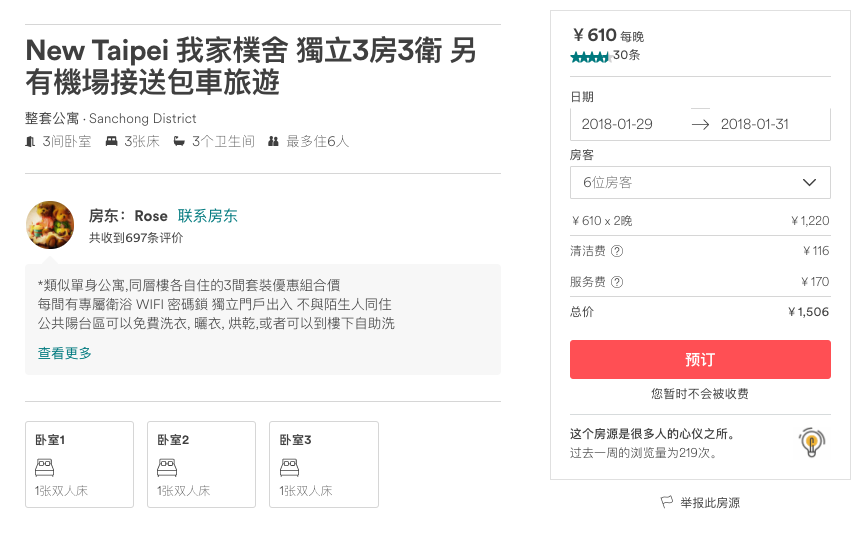 New Taipei 我家樸舍 獨立3房3衛 另
有機場接送包車旅遊
整套公寓 · Sanchong District
3间卧室 3张床 3个卫生间 最多住6人
房东：Rose 联系房东
共收到697条评价
*類似單身公寓,同層樓各自住的3間套裝優惠組合價
每間有專屬衛浴 WIFI 密碼鎖 獨立門戶出入 不與陌生人同住
公共陽台區可以免費洗衣, 曬衣, 烘乾,或者可以到樓下自助洗
查看更多
卧室1
1张双人床
卧室2
1张双人床
卧室3
1张双人床
￥610 每晚
30条
日期
2018-01-29 → 2018-01-31
房客
6位房客
￥610 x 2晚 ￥1,220
清洁费 ? ￥116
服务费 ? ￥170
总价 ￥1,506
预订
您暂时不会被收费
这个房源是很多人的心仪之所。
过去一周的浏览量为219次。
举报此房源